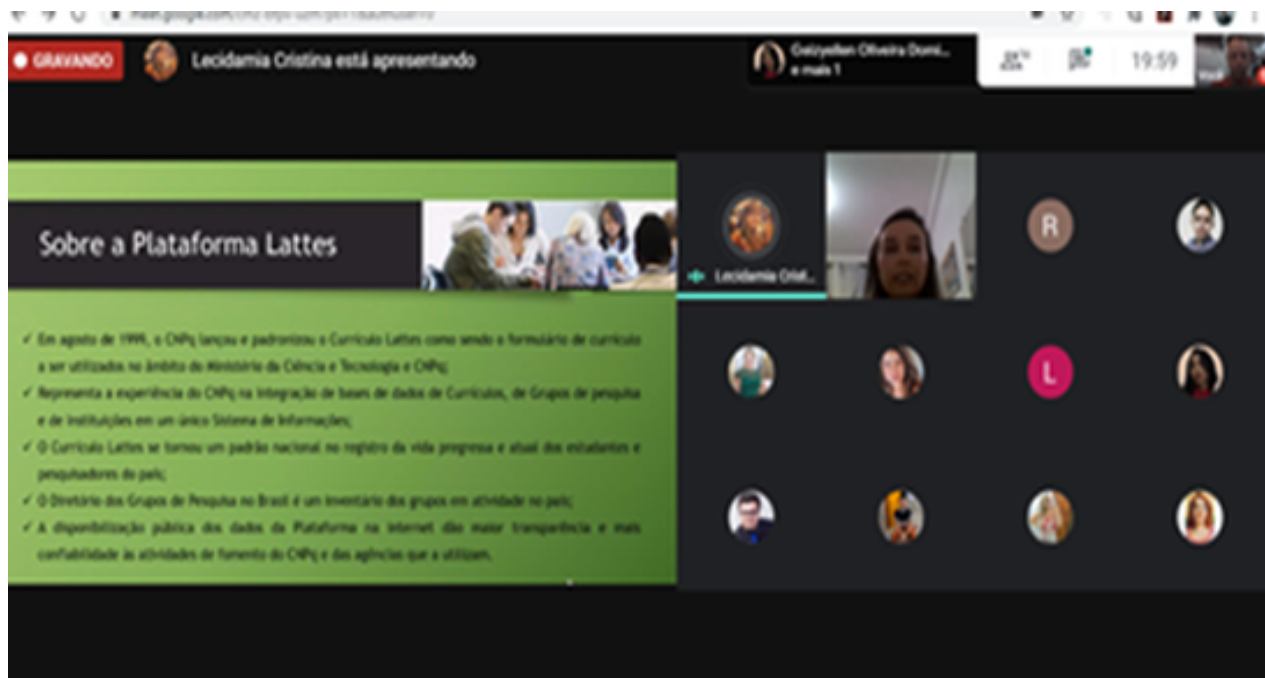 GRAVANDO
Lecidamia Cristina está apresentando
Geizyellen Oliveira Domi...
e mais 1
19:59
Sobre a Plataforma Lattes
Lecidamia Crist...
R
L
✓ Em agosto de 1999, o CNPq lançou e padronizou o Currículo Lattes como sendo o formulário de currículo
a ser utilizados no âmbito do Ministério da Ciência e Tecnologia e CNPq;
✓ Representa a experiência do CNPq na integração de bases de dados de Currículos, de Grupos de pesquisa
e de instituições em um único Sistema de Informações;
✓ O Currículo Lattes se tornou um padrão nacional no registro da vida pregressa e atual dos estudantes e
pesquisadores do país;
✓ O Diretório dos Grupos de Pesquisa no Brasil é um inventário dos grupos em atividade no país;
✓ A disponibilização pública dos dados da Plataforma na internet dão maior transparência e mais
confiabilidade às atividades de fomento do CNPq e das agências que a utilizam.